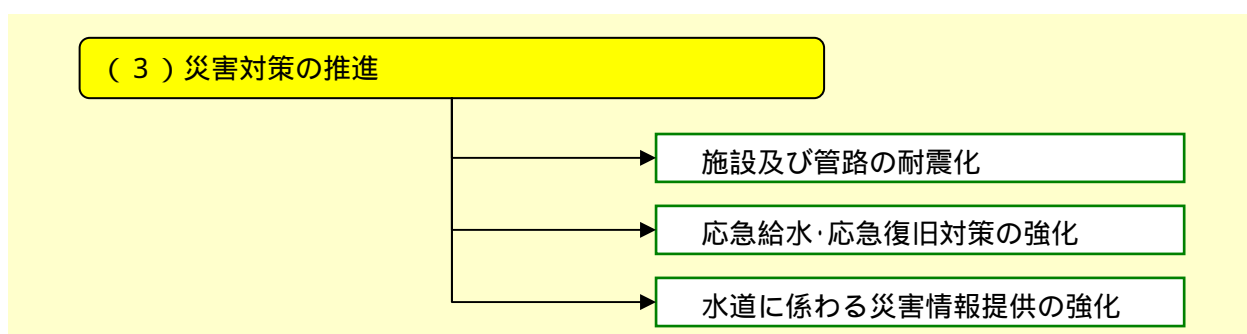 （３）災害対策の推進
施設及び管路の耐震化
応急給水･応急復旧対策の強化
水道に係わる災害情報提供の強化